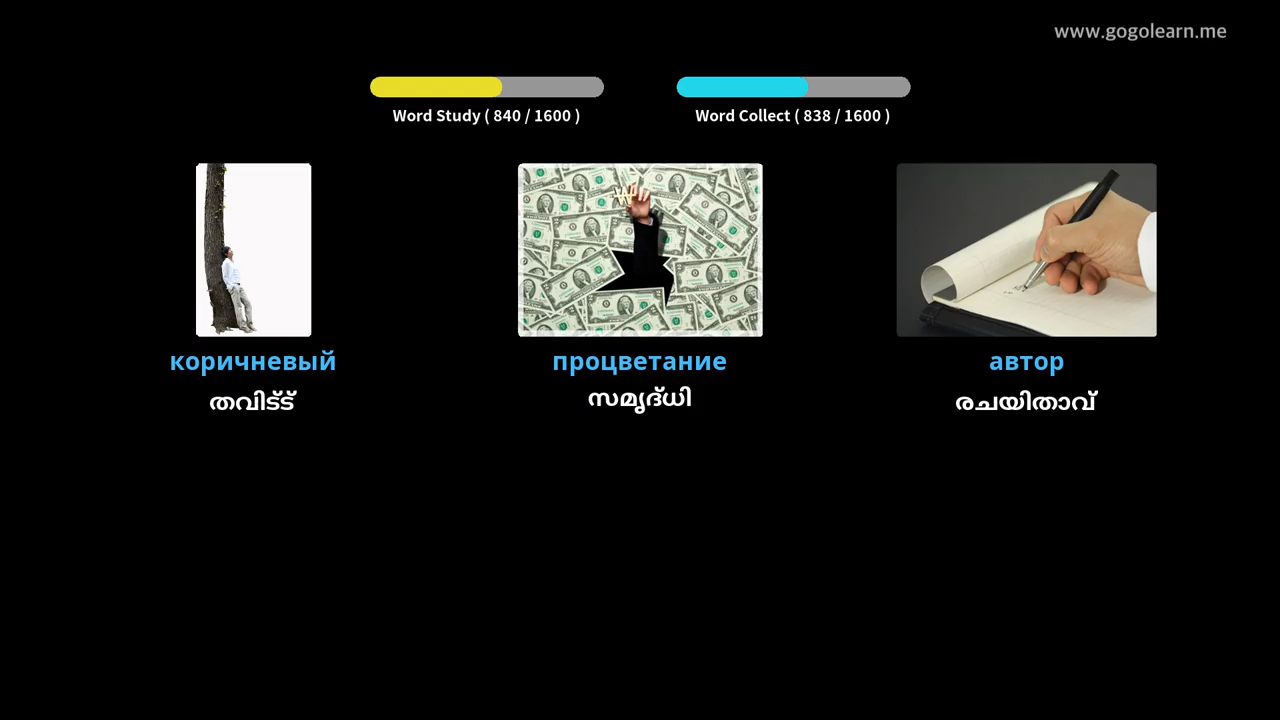 www.gogolearn.me
Word Study ( 840 / 1600 )
Word Collect ( 838 / 1600 )
коричневый
процветание
автор
തവിട്ട്
സമൃദ്ധി
രചയിതാവ്